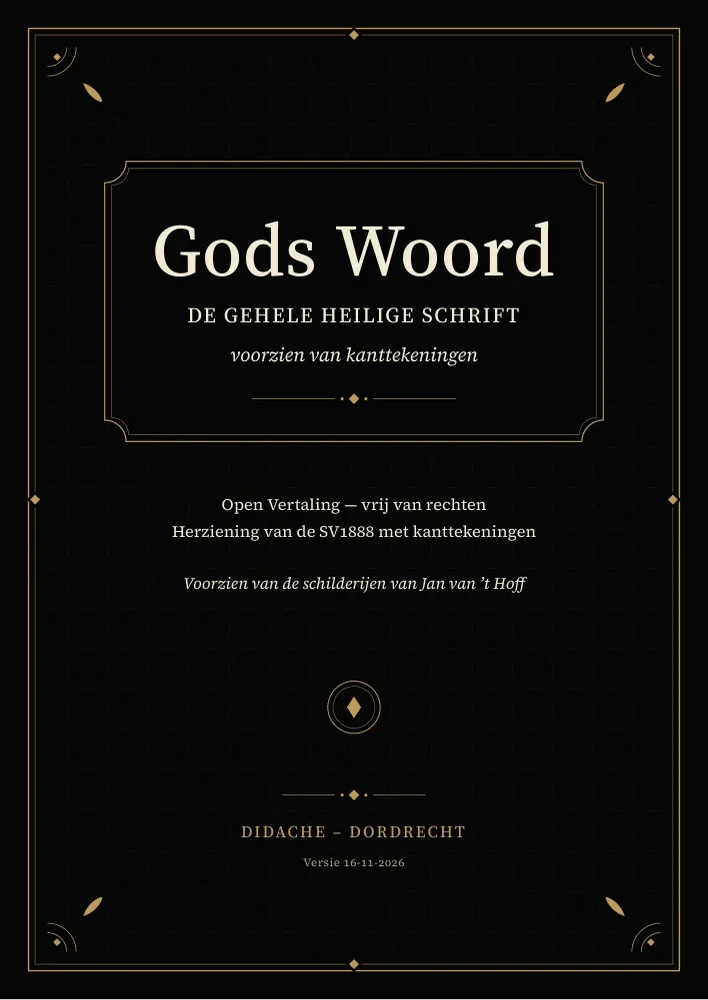 Gods Woord
DE GEHELE HEILIGE SCHRIFT
voorzien van kanttekeningen
Open Vertaling — vrij van rechten
Herziening van de SV1888 met kanttekeningen
Voorzien van de schilderijen van Jan van ’t Hoff
DIDACHE – DORDRECHT
Versie 16-11-2026